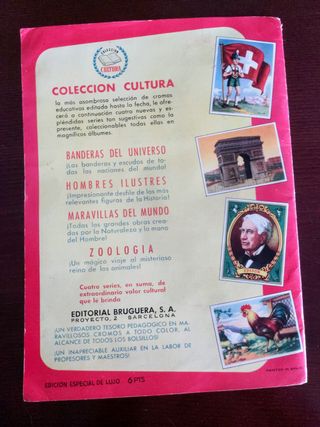 CULTURA
COLECCION CULTURA
la más asombrosa selección de cromos
educativos editada hasta la fecha, le ofre-
cerá a continuación cuatro nuevas y es-
pléndidas series tan sugestivas como la
presente, coleccionables todas ellas en
magníficos álbumes.
BANDERAS DEL UNIVERSO
¡Las banderas y escudos de to-
das las naciones del mundo!
HOMBRES ILUSTRES
¡Impresionante desfile de las más
relevantes figuras de la Historia!
MARAVILLAS DEL MUNDO
¡Todas las grandes obras crea-
das por la Naturaleza y la mano
del Hombre!
ZOOLOGIA
¡Un mágico viaje al misterioso
reino de los animales!
Cuatro series, en suma, de
extraordinario valor cultural
que le brinda
EDITORIAL BRUGUERA, S. A.
PROYECTO, 2 BARCELONA
¡UN VERDADERO TESORO PEDAGOGICO EN MA-
RAVILLOSOS CROMOS A TODO COLOR, AL
ALCANCE DE TODOS LOS BOLSILLOS!
¡UN INAPRECIABLE AUXILIAR EN LA LABOR DE
PROFESORES Y MAESTROS!
EDICIÓN ESPECIAL DE LUJO 6 PTS
PRINTED IN SPAIN